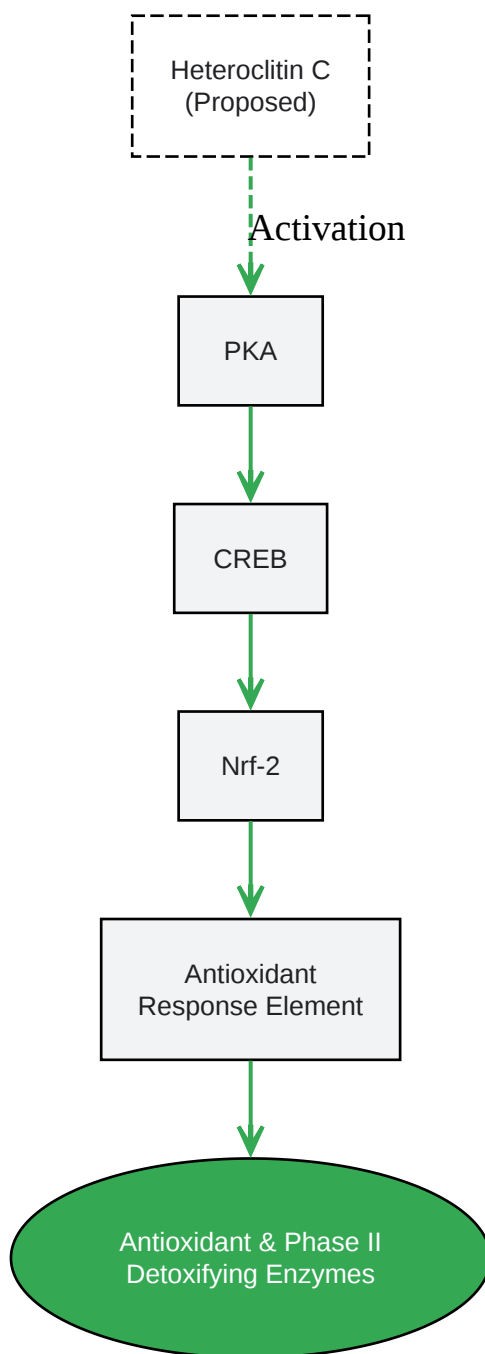 Heteroclitin C
(Proposed)
Activation
PKA
CREB
Nrf-2
Antioxidant
Response Element
Antioxidant & Phase II
Detoxifying Enzymes